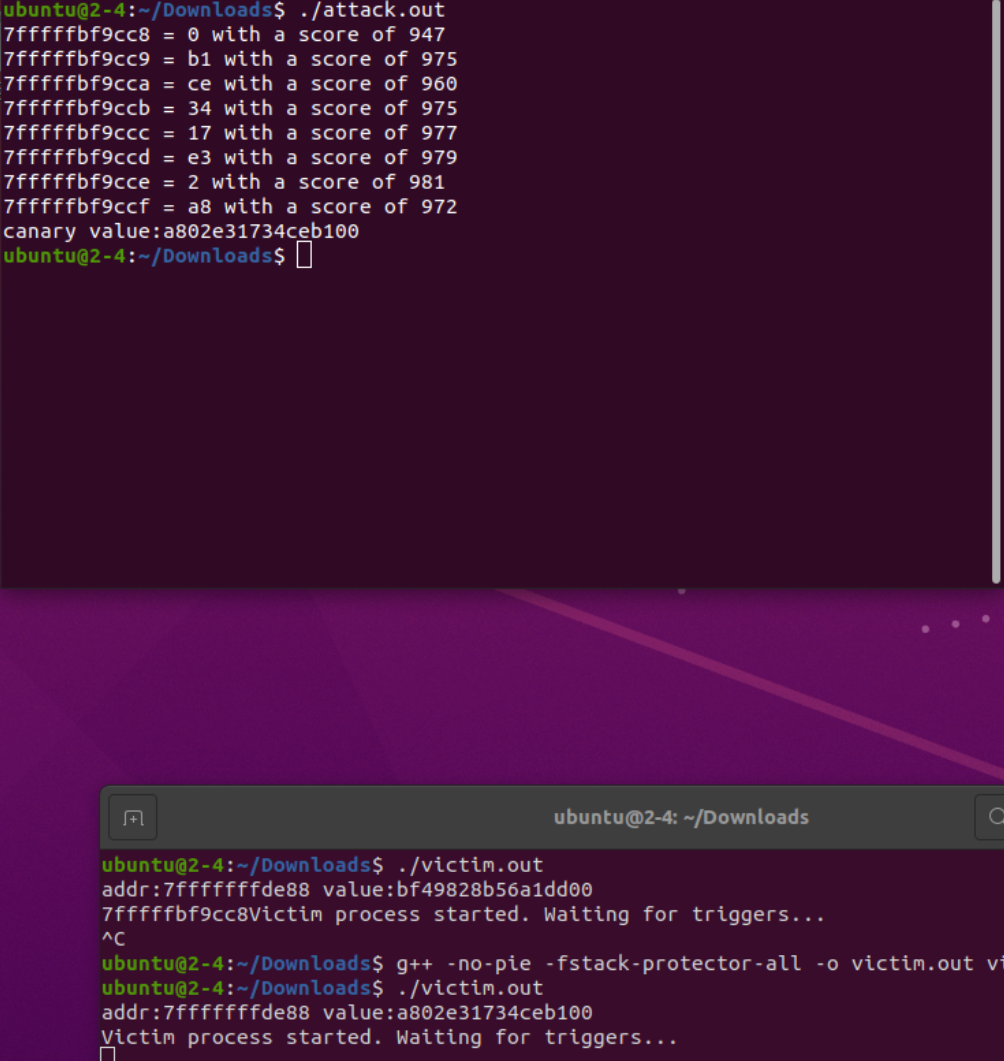 ubuntu@2-4:~/Downloads$ ./attack.out
7fffffbf9cc8 = 0 with a score of 947
7fffffbf9cc9 = b1 with a score of 975
7fffffbf9cca = ce with a score of 960
7fffffbf9ccb = 34 with a score of 975
7fffffbf9ccc = 17 with a score of 977
7fffffbf9ccd = e3 with a score of 979
7fffffbf9cce = 2 with a score of 981
7fffffbf9ccf = a8 with a score of 972
canary value:a802e31734ceb100
ubuntu@2-4:~/Downloads$
ubuntu@2-4: ~/Downloads
ubuntu@2-4:~/Downloads$ ./victim.out
addr:7fffffffde88 value:bf49828b56a1dd00
7fffffbf9cc8Victim process started. Waiting for triggers...
^C
ubuntu@2-4:~/Downloads$ g++ -no-pie -fstack-protector-all -o victim.out vi
ubuntu@2-4:~/Downloads$ ./victim.out
addr:7fffffffde88 value:a802e31734ceb100
Victim process started. Waiting for triggers...